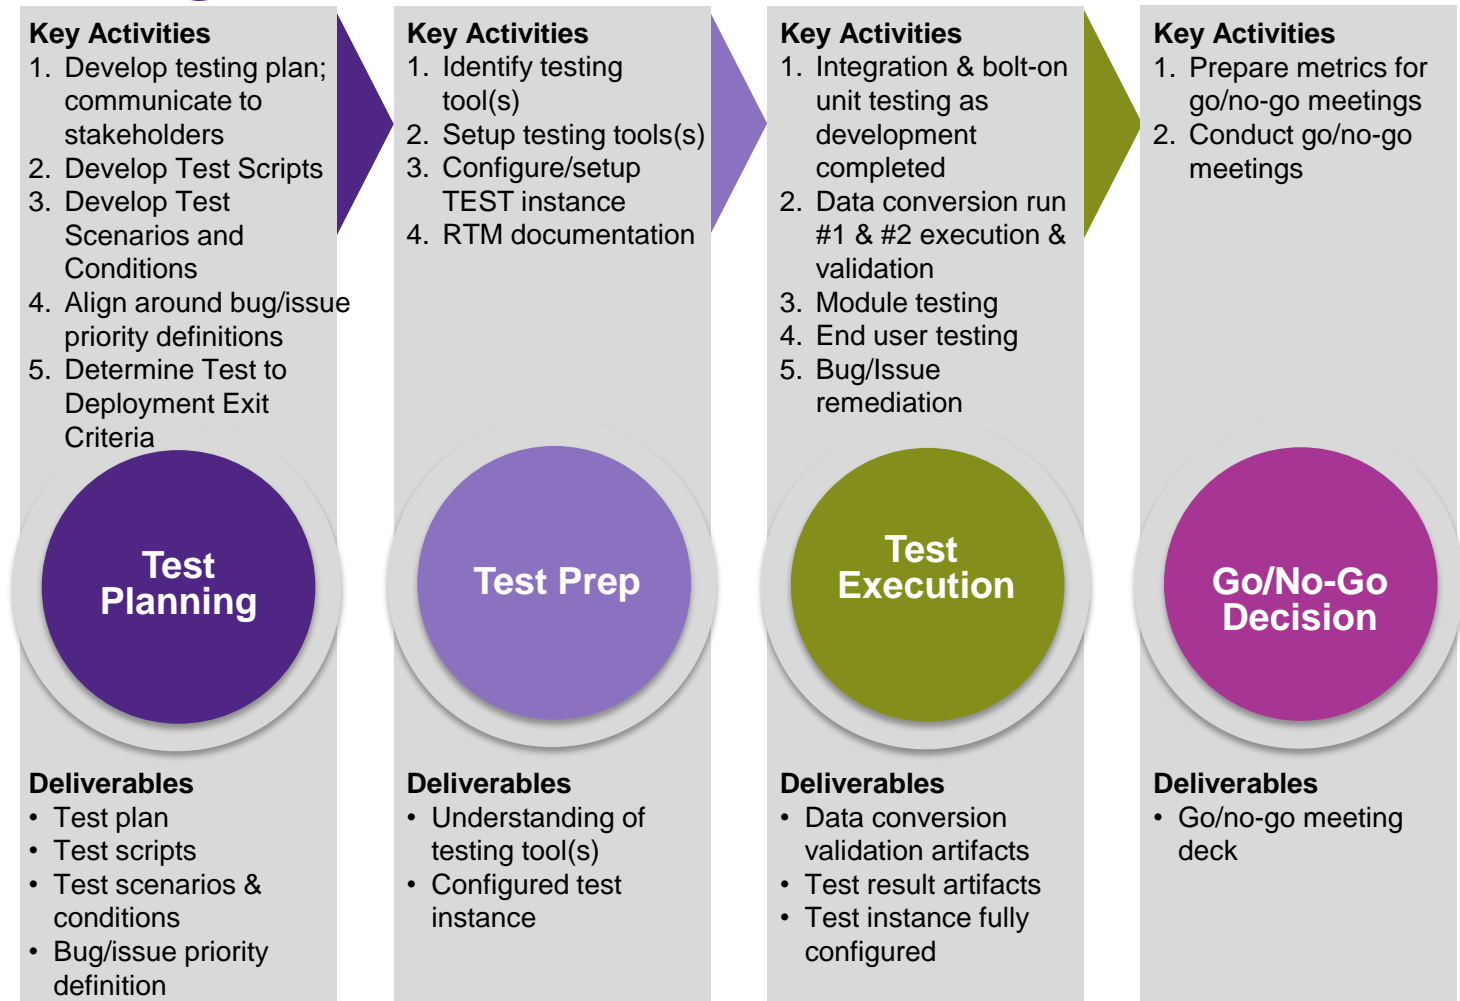 Key Activities
1. Develop testing plan;
communicate to
stakeholders
2. Develop Test Scripts
3. Develop Test
Scenarios and
Conditions
4. Align around bug/issue
priority definitions
5. Determine Test to
Deployment Exit
Criteria
Test
Planning
Deliverables
• Test plan
• Test scripts
• Test scenarios &
conditions
• Bug/issue priority
definition
Key Activities
1. Identify testing
tool(s)
2. Setup testing tools(s)
3. Configure/setup
TEST instance
4. RTM documentation
Test Prep
Deliverables
• Understanding of
testing tool(s)
• Configured test
instance
Key Activities
1. Integration & bolt-on
unit testing as
development
completed
2. Data conversion run
#1 & #2 execution &
validation
3. Module testing
4. End user testing
5. Bug/Issue
remediation
Test
Execution
Deliverables
• Data conversion
validation artifacts
• Test result artifacts
• Test instance fully
configured
Key Activities
1. Prepare metrics for
go/no-go meetings
2. Conduct go/no-go
meetings
Go/No-Go
Decision
Deliverables
• Go/no-go meeting
deck